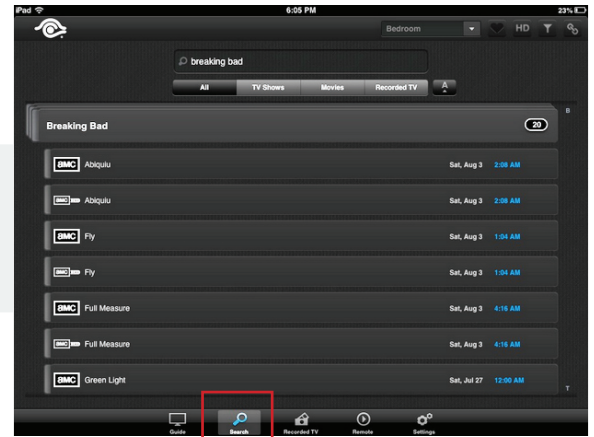 iPad 6:05 PM 23%
Bedroom HD
breaking bad
All TV Shows Movies Recorded TV A
B
Breaking Bad 20
amc Abiquiu Sat, Aug 3 2:08 AM
amc Abiquiu Sat, Aug 3 2:08 AM
amc Fly Sat, Aug 3 1:04 AM
amc Fly Sat, Aug 3 1:04 AM
amc Full Measure Sat, Aug 3 4:16 AM
amc Full Measure Sat, Aug 3 4:16 AM
amc Green Light Sat, Jul 27 12:00 AM
T
Guide Search Recorded TV Remote Settings